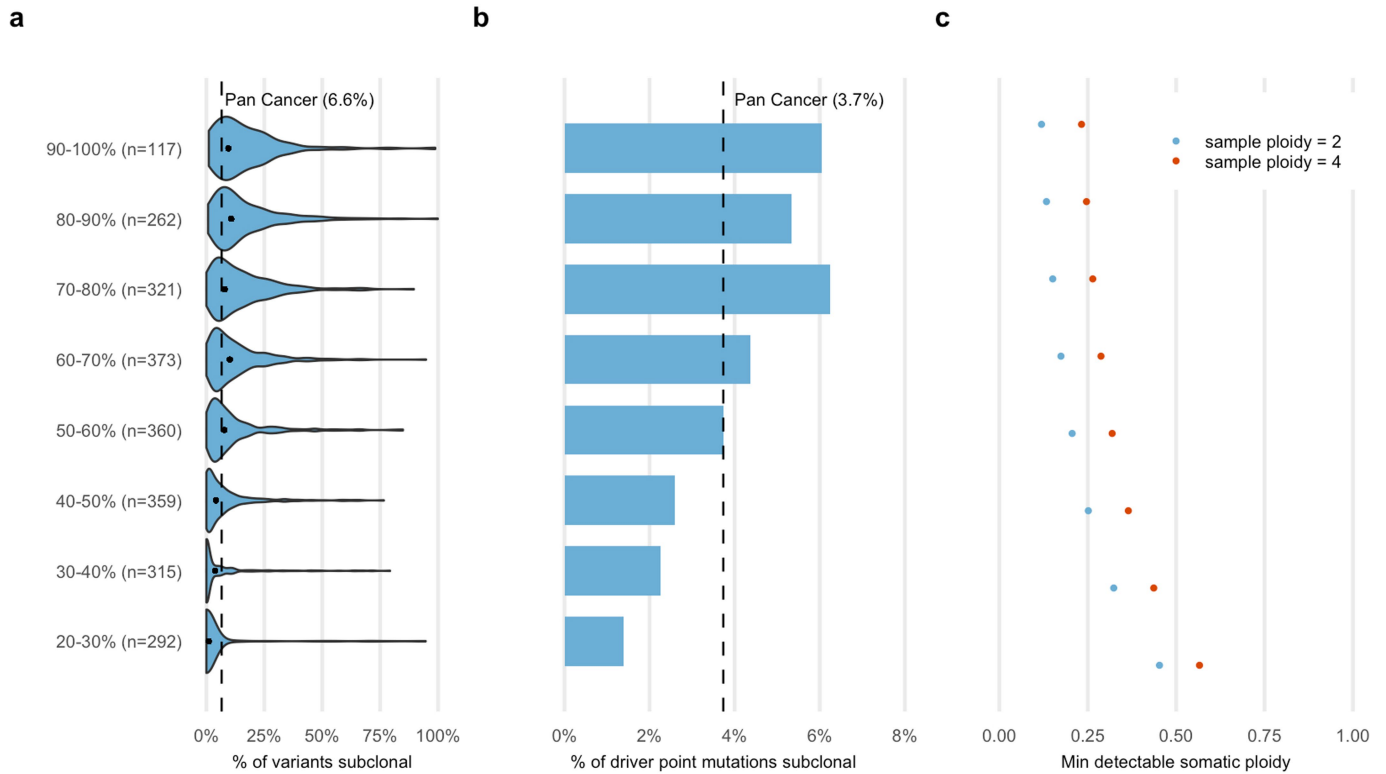 a
b
c
Pan Cancer (6.6%)
90-100% (n=117)
80-90% (n=262)
70-80% (n=321)
60-70% (n=373)
50-60% (n=360)
40-50% (n=359)
30-40% (n=315)
20-30% (n=292)
0% 25% 50% 75% 100%
% of variants subclonal
Pan Cancer (3.7%)
0% 2% 4% 6% 8%
% of driver point mutations subclonal
sample ploidy = 2
sample ploidy = 4
0.00 0.25 0.50 0.75 1.00
Min detectable somatic ploidy